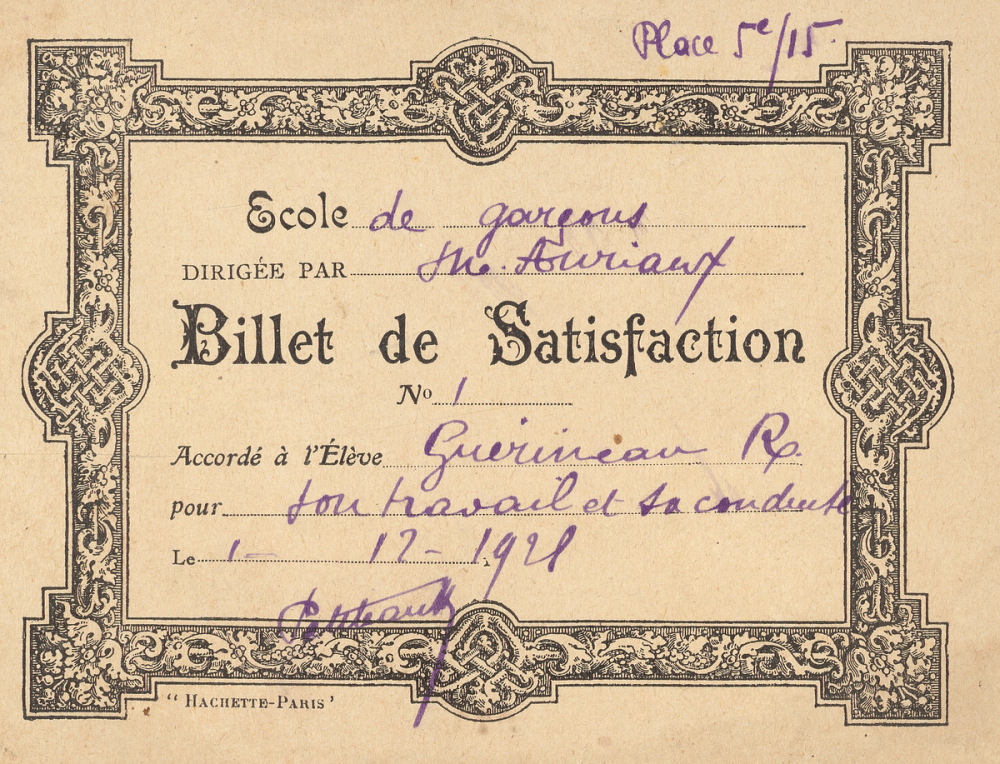 Place 5e/15
Ecole de garçons
DIRIGÉE PAR M. Auriaux
Billet de Satisfaction
No 1
Accordé à l'Élève Guérineau R.
pour son travail et sa conduite
Le 1 - 12 - 1921
"HACHETTE-PARIS'